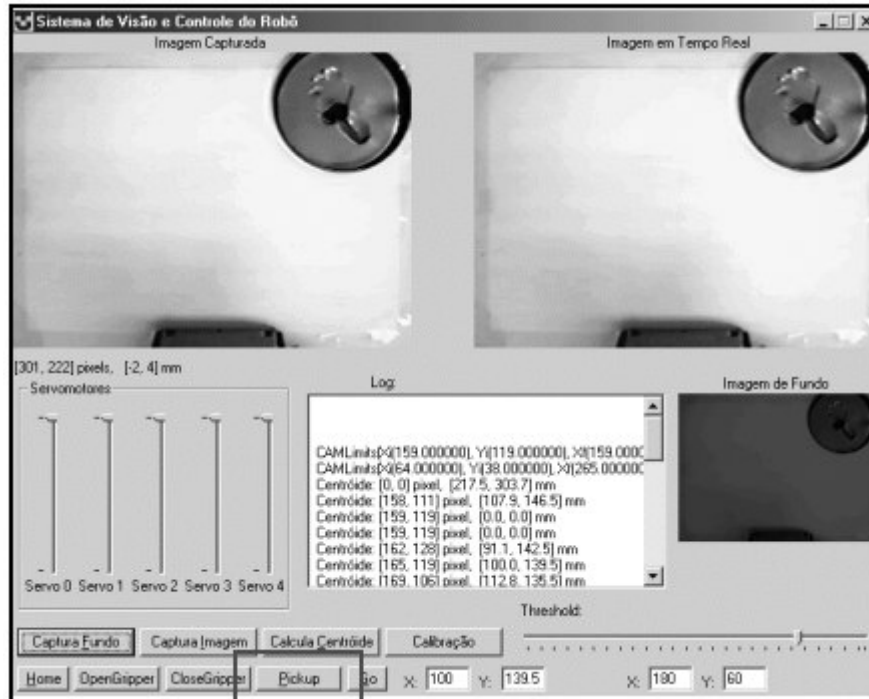 Sistema de Visão e Controle do Robô
Imagem Capturada
Imagem em Tempo Real
[301, 222] pixels, [-2, 4] mm
Servomotores
Log:
Imagem de Fundo
CAMLimits[Xi(159.000000), Yi(119.000000), Xf(159.0000
CAMLimits[Xi(64.000000), Yi(38.000000), Xf(265.000000
Centróide: [0, 0] pixel, [217.5, 303.7] mm
Centróide: [158, 111] pixel, [107.9, 146.5] mm
Centróide: [159, 119] pixel, [0.0, 0.0] mm
Centróide: [159, 119] pixel, [0.0, 0.0] mm
Centróide: [162, 128] pixel, [91.1, 142.5] mm
Centróide: [165, 119] pixel, [100.0, 139.5] mm
Centróide: [169, 106] pixel, [112.8, 135.5] mm
Servo 0 Servo 1 Servo 2 Servo 3 Servo 4
Threshold:
Captura Fundo Captura Imagem Calcula Centróide Calibração
Home OpenGripper CloseGripper Pickup Go X: 100 Y: 139.5 X: 180 Y: 60